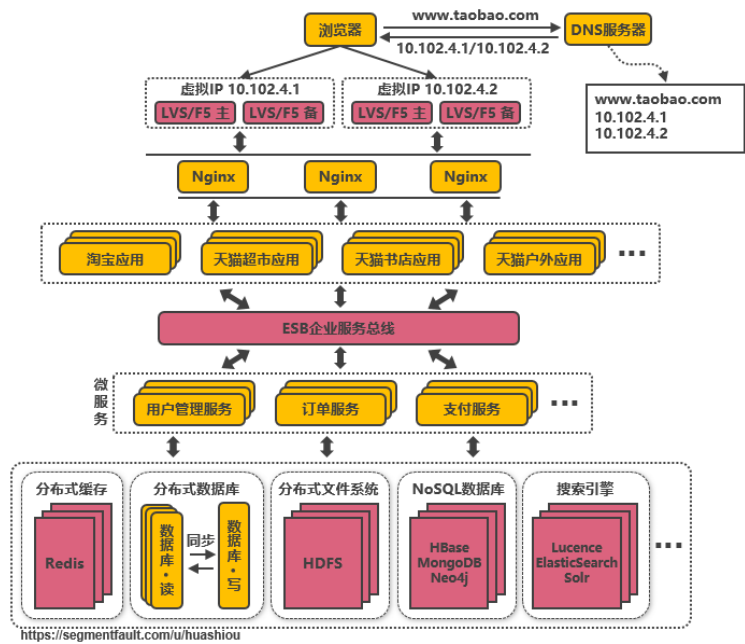 www.taobao.com
浏览器
DNS服务器
10.102.4.1/10.102.4.2
虚拟IP 10.102.4.1
虚拟IP 10.102.4.2
LVS/F5 主
LVS/F5 备
LVS/F5 主
LVS/F5 备
www.taobao.com
10.102.4.1
10.102.4.2
Nginx
Nginx
Nginx
淘宝应用
天猫超市应用
天猫书店应用
天猫户外应用
...
ESB企业服务总线
微服务
用户管理服务
订单服务
支付服务
...
分布式缓存
分布式数据库
分布式文件系统
NoSQL数据库
搜索引擎
Redis
数据库·读
同步
数据库·写
HDFS
HBase
MongoDB
Neo4j
Lucence
ElasticSearch
Solr
...
https://segmentfault.com/u/huashiou